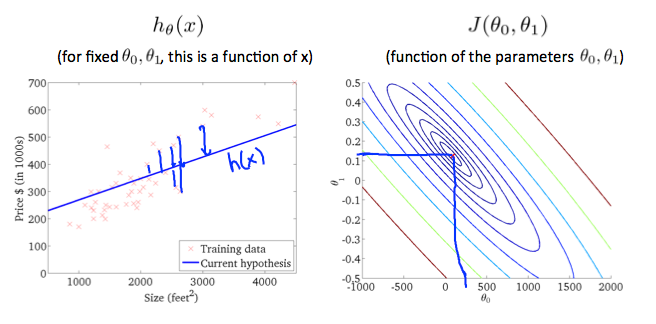 h_θ(x)
(for fixed θ₀, θ₁, this is a function of x)
700
600
500
400
300
200
100
0
Price $ (in 1000s)
h(x)
Training data
Current hypothesis
1000
2000
3000
4000
Size (feet²)
J(θ₀, θ₁)
(function of the parameters θ₀, θ₁)
0.5
0.4
0.3
0.2
0.1
0
-0.1
-0.2
-0.3
-0.4
-0.5
θ₁
-1000
-500
0
500
1000
1500
2000
θ₀